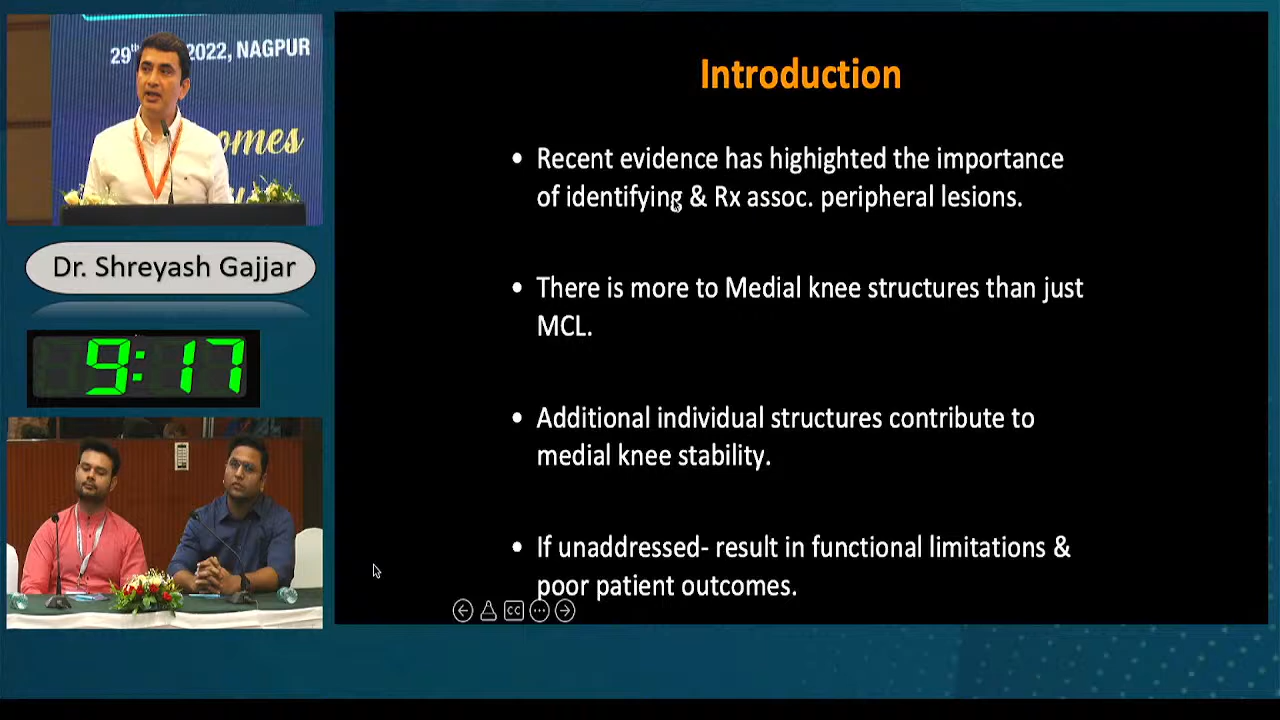 29th 2022, NAGPUR
omes
Dr. Shreyash Gajjar
9:17
Introduction
• Recent evidence has highighted the importance
of identifying & Rx assoc. peripheral lesions.
• There is more to Medial knee structures than just
MCL.
• Additional individual structures contribute to
medial knee stability.
• If unaddressed- result in functional limitations &
poor patient outcomes.
CC